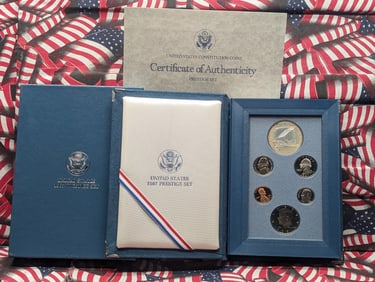 UNITED STATES CONSTITUTION COINS
Certificate of Authenticity
PRESTIGE SET
UNITED STATES
1987 PRESTIGE SET